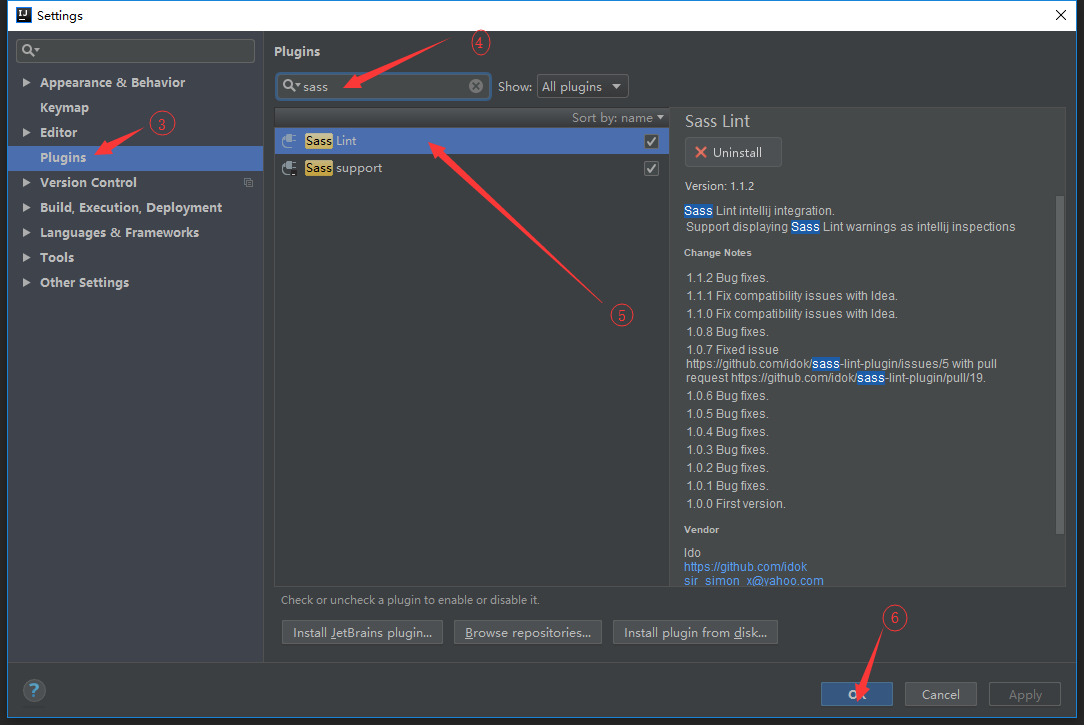 IJ Settings
Plugins
④
sass
Show: All plugins
Appearance & Behavior
Keymap
③
Editor
Plugins
Version Control
Build, Execution, Deployment
Languages & Frameworks
Tools
Other Settings
Sort by: name
Sass Lint
Sass support
⑤
Sass Lint
Uninstall
Version: 1.1.2
Sass Lint intellij integration.
Support displaying Sass Lint warnings as intellij inspections
Change Notes
1.1.2 Bug fixes.
1.1.1 Fix compatibility issues with Idea.
1.1.0 Fix compatibility issues with Idea.
1.0.8 Bug fixes.
1.0.7 Fixed issue
https://github.com/idok/sass-lint-plugin/issues/5 with pull
request https://github.com/idok/sass-lint-plugin/pull/19.
1.0.6 Bug fixes.
1.0.5 Bug fixes.
1.0.4 Bug fixes.
1.0.3 Bug fixes.
1.0.2 Bug fixes.
1.0.1 Bug fixes.
1.0.0 First version.
Vendor
Ido
https://github.com/idok
sir_simon_x@yahoo.com
Check or uncheck a plugin to enable or disable it.
Install JetBrains plugin...
Browse repositories...
Install plugin from disk...
⑥
?
OK
Cancel
Apply